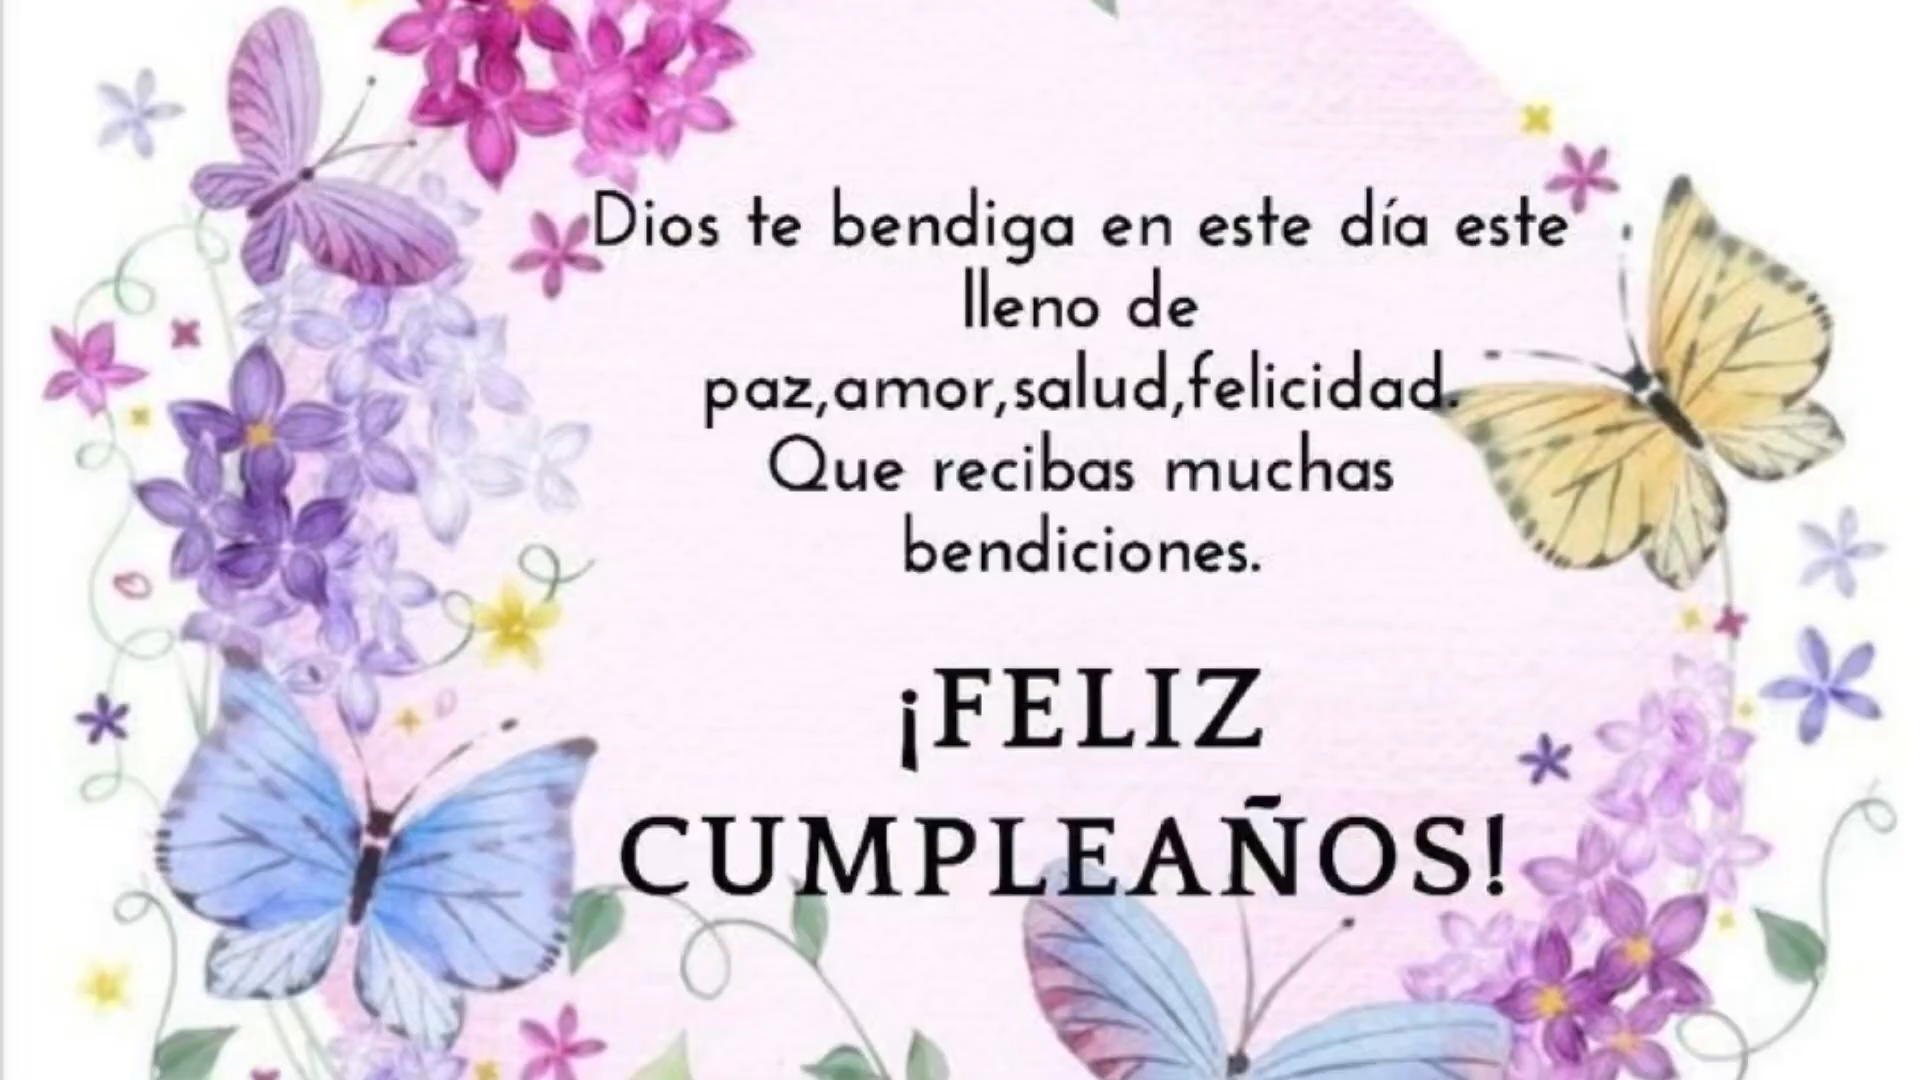 Dios te bendiga en este día este
lleno de
paz,amor,salud,felicidad.
Que recibas muchas
bendiciones.
¡FELIZ
CUMPLEAÑOS!